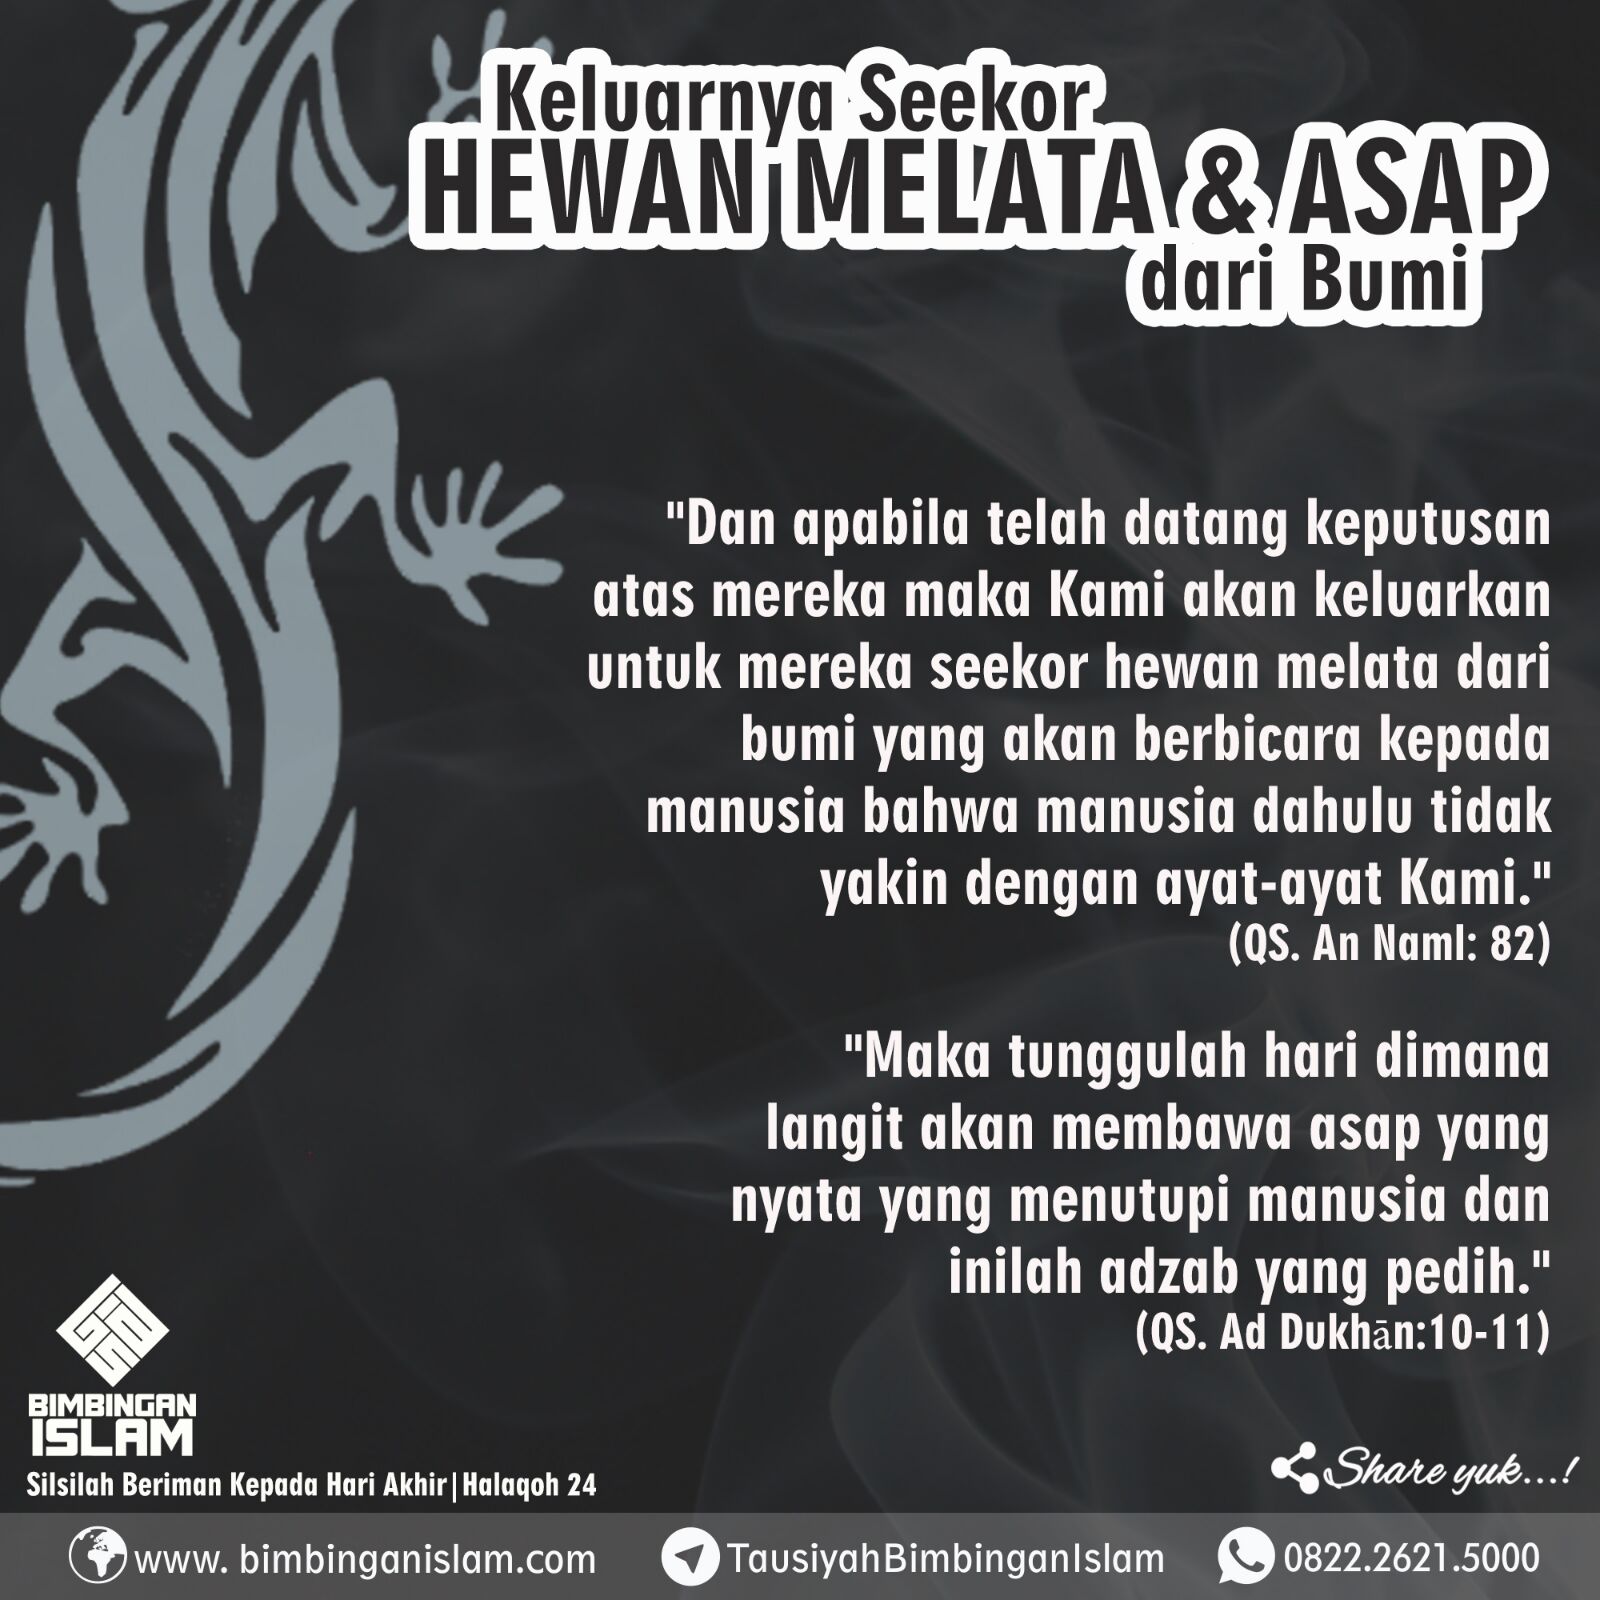 Keluarnya Seekor
HEWAN MELATA & ASAP
dari Bumi
"Dan apabila telah datang keputusan
atas mereka maka Kami akan keluarkan
untuk mereka seekor hewan melata dari
bumi yang akan berbicara kepada
manusia bahwa manusia dahulu tidak
yakin dengan ayat-ayat Kami."
(QS. An Naml: 82)
"Maka tunggulah hari dimana
langit akan membawa asap yang
nyata yang menutupi manusia dan
inilah adzab yang pedih."
(QS. Ad Dukhān:10-11)
BIMBINGAN
ISLAM
Silsilah Beriman Kepada Hari Akhir|Halaqoh 24
Share yuk...!
www. bimbinganislam.com
TausiyahBimbinganIslam
0822.2621.5000